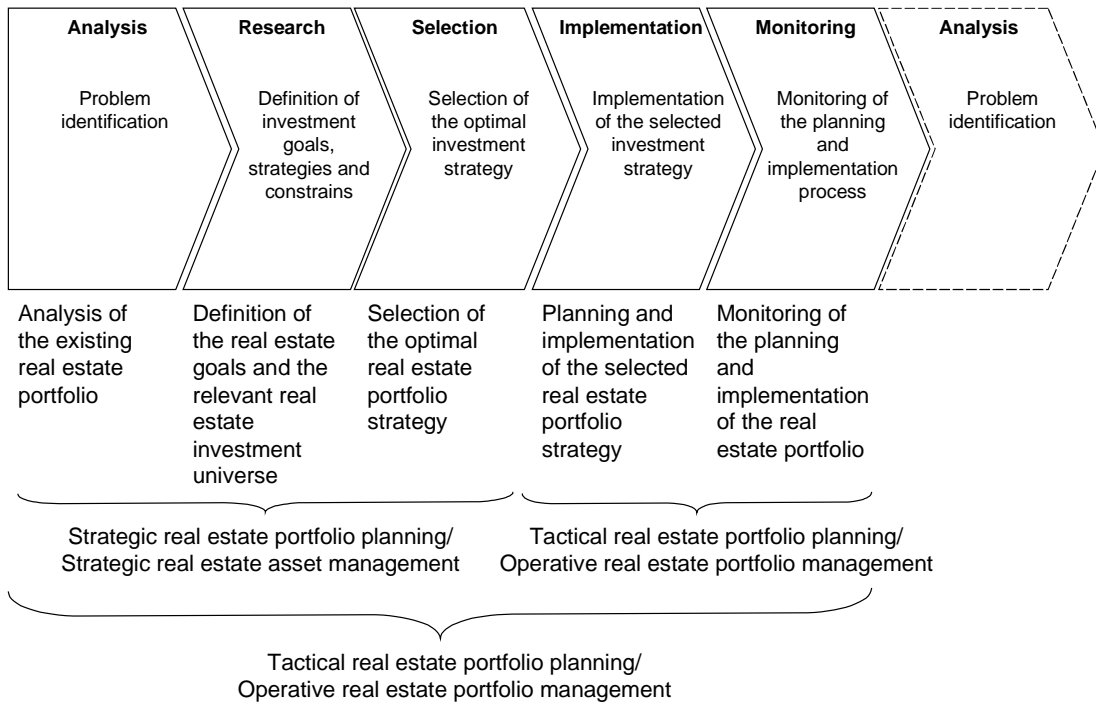 Analysis
Problem
identification
Research
Definition of
investment
goals,
strategies and
constrains
Selection
Selection of
the optimal
investment
strategy
Implementation
Implementation
of the selected
investment
strategy
Monitoring
Monitoring of
the planning
and
implementation
process
Analysis
Problem
identification
Analysis of
the existing
real estate
portfolio
Definition of
the real estate
goals and the
relevant real
estate
investment
universe
Selection of
the optimal
real estate
portfolio
strategy
Planning and
implementation
of the selected
real estate
portfolio
strategy
Monitoring of
the planning
and
implementation
of the real
estate portfolio
Strategic real estate portfolio planning/
Strategic real estate asset management
Tactical real estate portfolio planning/
Operative real estate portfolio management
Tactical real estate portfolio planning/
Operative real estate portfolio management